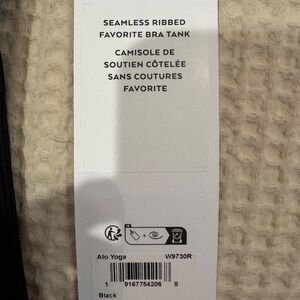 SEAMLESS RIBBED
FAVORITE BRA TANK
CAMISOLE DE
SOUTIEN CÔTELÉE
SANS COUTURES
FAVORITE
Alo Yoga W9730R
1 9167754206 8
Black